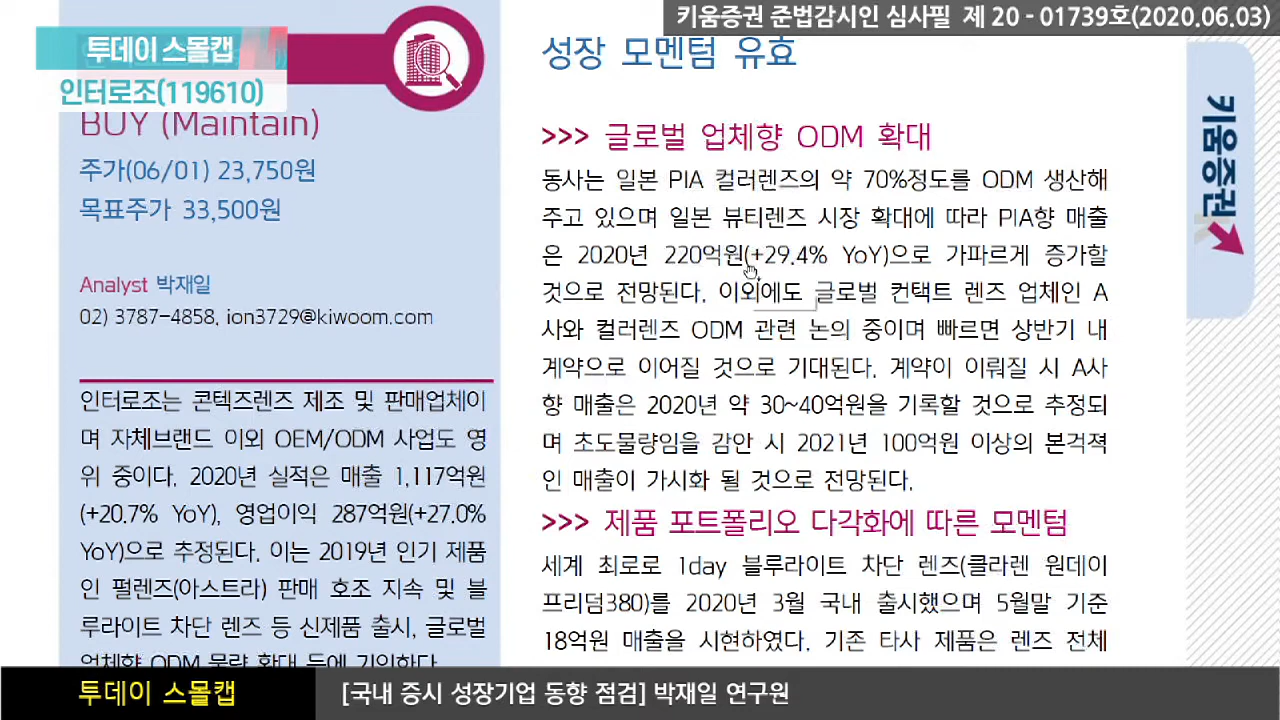 키움증권 준법감시인 심사필 제 20 - 01739호(2020.06.03)
투데이 스몰캡
인터로조(119610)
BUY (Maintain)
주가(06/01) 23,750원
목표주가 33,500원
Analyst 박재일
02) 3787-4858, ion3729@kiwoom.com
인터로조는 콘텍즈렌즈 제조 및 판매업체이
며 자체브랜드 이외 OEM/ODM 사업도 영
위 중이다. 2020년 실적은 매출 1,117억원
(+20.7% YoY), 영업이익 287억원(+27.0%
YoY)으로 추정된다. 이는 2019년 인기 제품
인 펄렌즈(아스트라) 판매 호조 지속 및 블
루라이트 차단 렌즈 등 신제품 출시, 글로벌
업체향 ODM 물량 확대 등에 기인하다
성장 모멘텀 유효
>>> 글로벌 업체향 ODM 확대
동사는 일본 PIA 컬러렌즈의 약 70%정도를 ODM 생산해
주고 있으며 일본 뷰티렌즈 시장 확대에 따라 PIA향 매출
은 2020년 220억원(+29.4% YoY)으로 가파르게 증가할
것으로 전망된다. 이외에도 글로벌 컨택트 렌즈 업체인 A
사와 컬러렌즈 ODM 관련 논의 중이며 빠르면 상반기 내
계약으로 이어질 것으로 기대된다. 계약이 이뤄질 시 A사
향 매출은 2020년 약 30~40억원을 기록할 것으로 추정되
며 초도물량임을 감안 시 2021년 100억원 이상의 본격적
인 매출이 가시화 될 것으로 전망된다.
>>> 제품 포트폴리오 다각화에 따른 모멘텀
세계 최로로 1day 블루라이트 차단 렌즈(클라렌 원데이
프리덤380)를 2020년 3월 국내 출시했으며 5월말 기준
18억원 매출을 시현하였다. 기존 타사 제품은 렌즈 전체
키움증권
투데이 스몰캡
[국내 증시 성장기업 동향 점검] 박재일 연구원